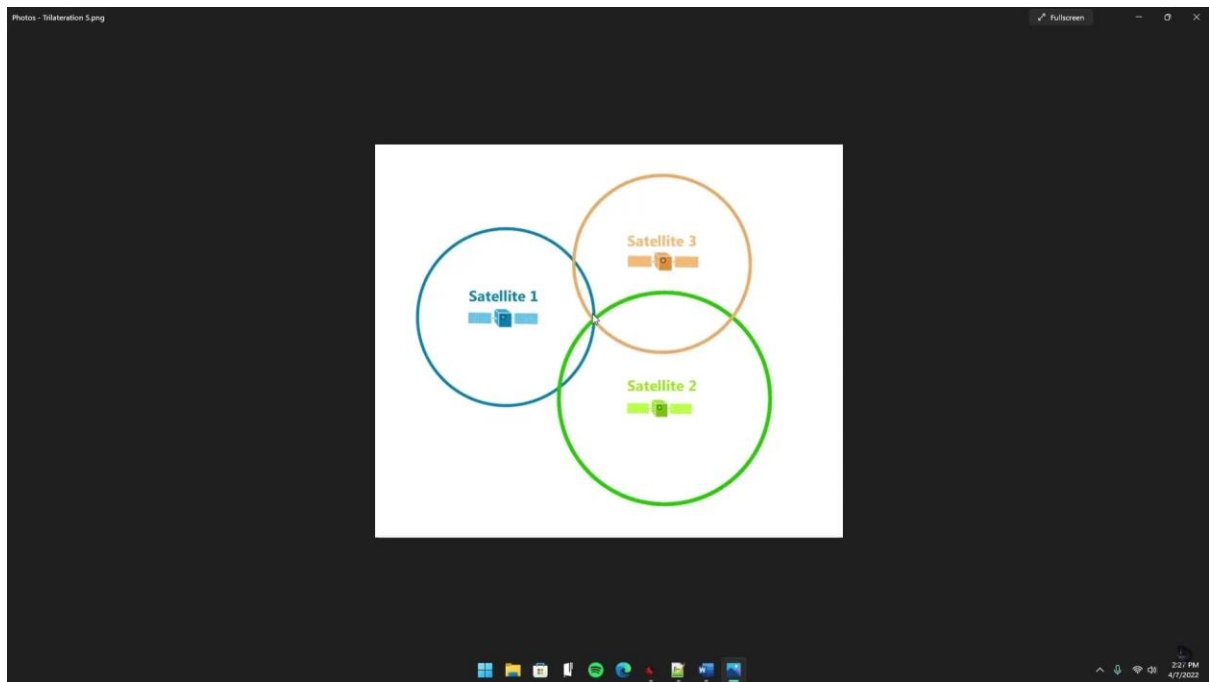 Photos - Trilateration 5.png
Fullscreen
Satellite 3
Satellite 1
Satellite 2
2:27 PM
4/7/2022